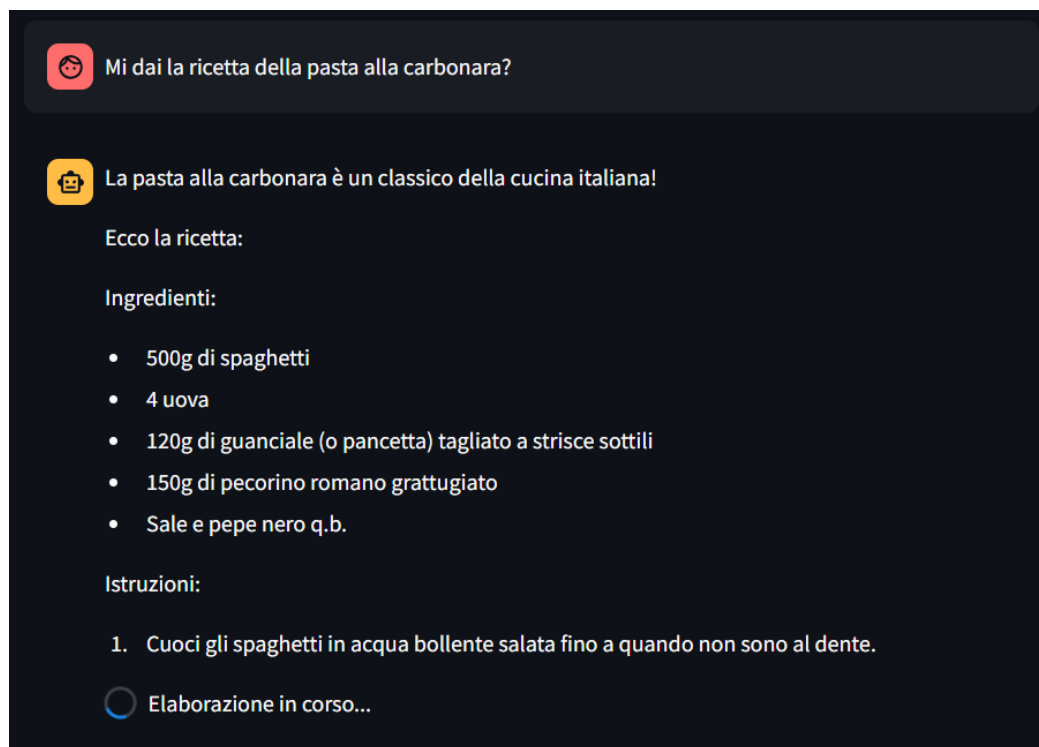 Mi dai la ricetta della pasta alla carbonara?
La pasta alla carbonara è un classico della cucina italiana!
Ecco la ricetta:
Ingredienti:
• 500g di spaghetti
• 4 uova
• 120g di guanciale (o pancetta) tagliato a strisce sottili
• 150g di pecorino romano grattugiato
• Sale e pepe nero q.b.
Istruzioni:
1. Cuoci gli spaghetti in acqua bollente salata fino a quando non sono al dente.
Elaborazione in corso...